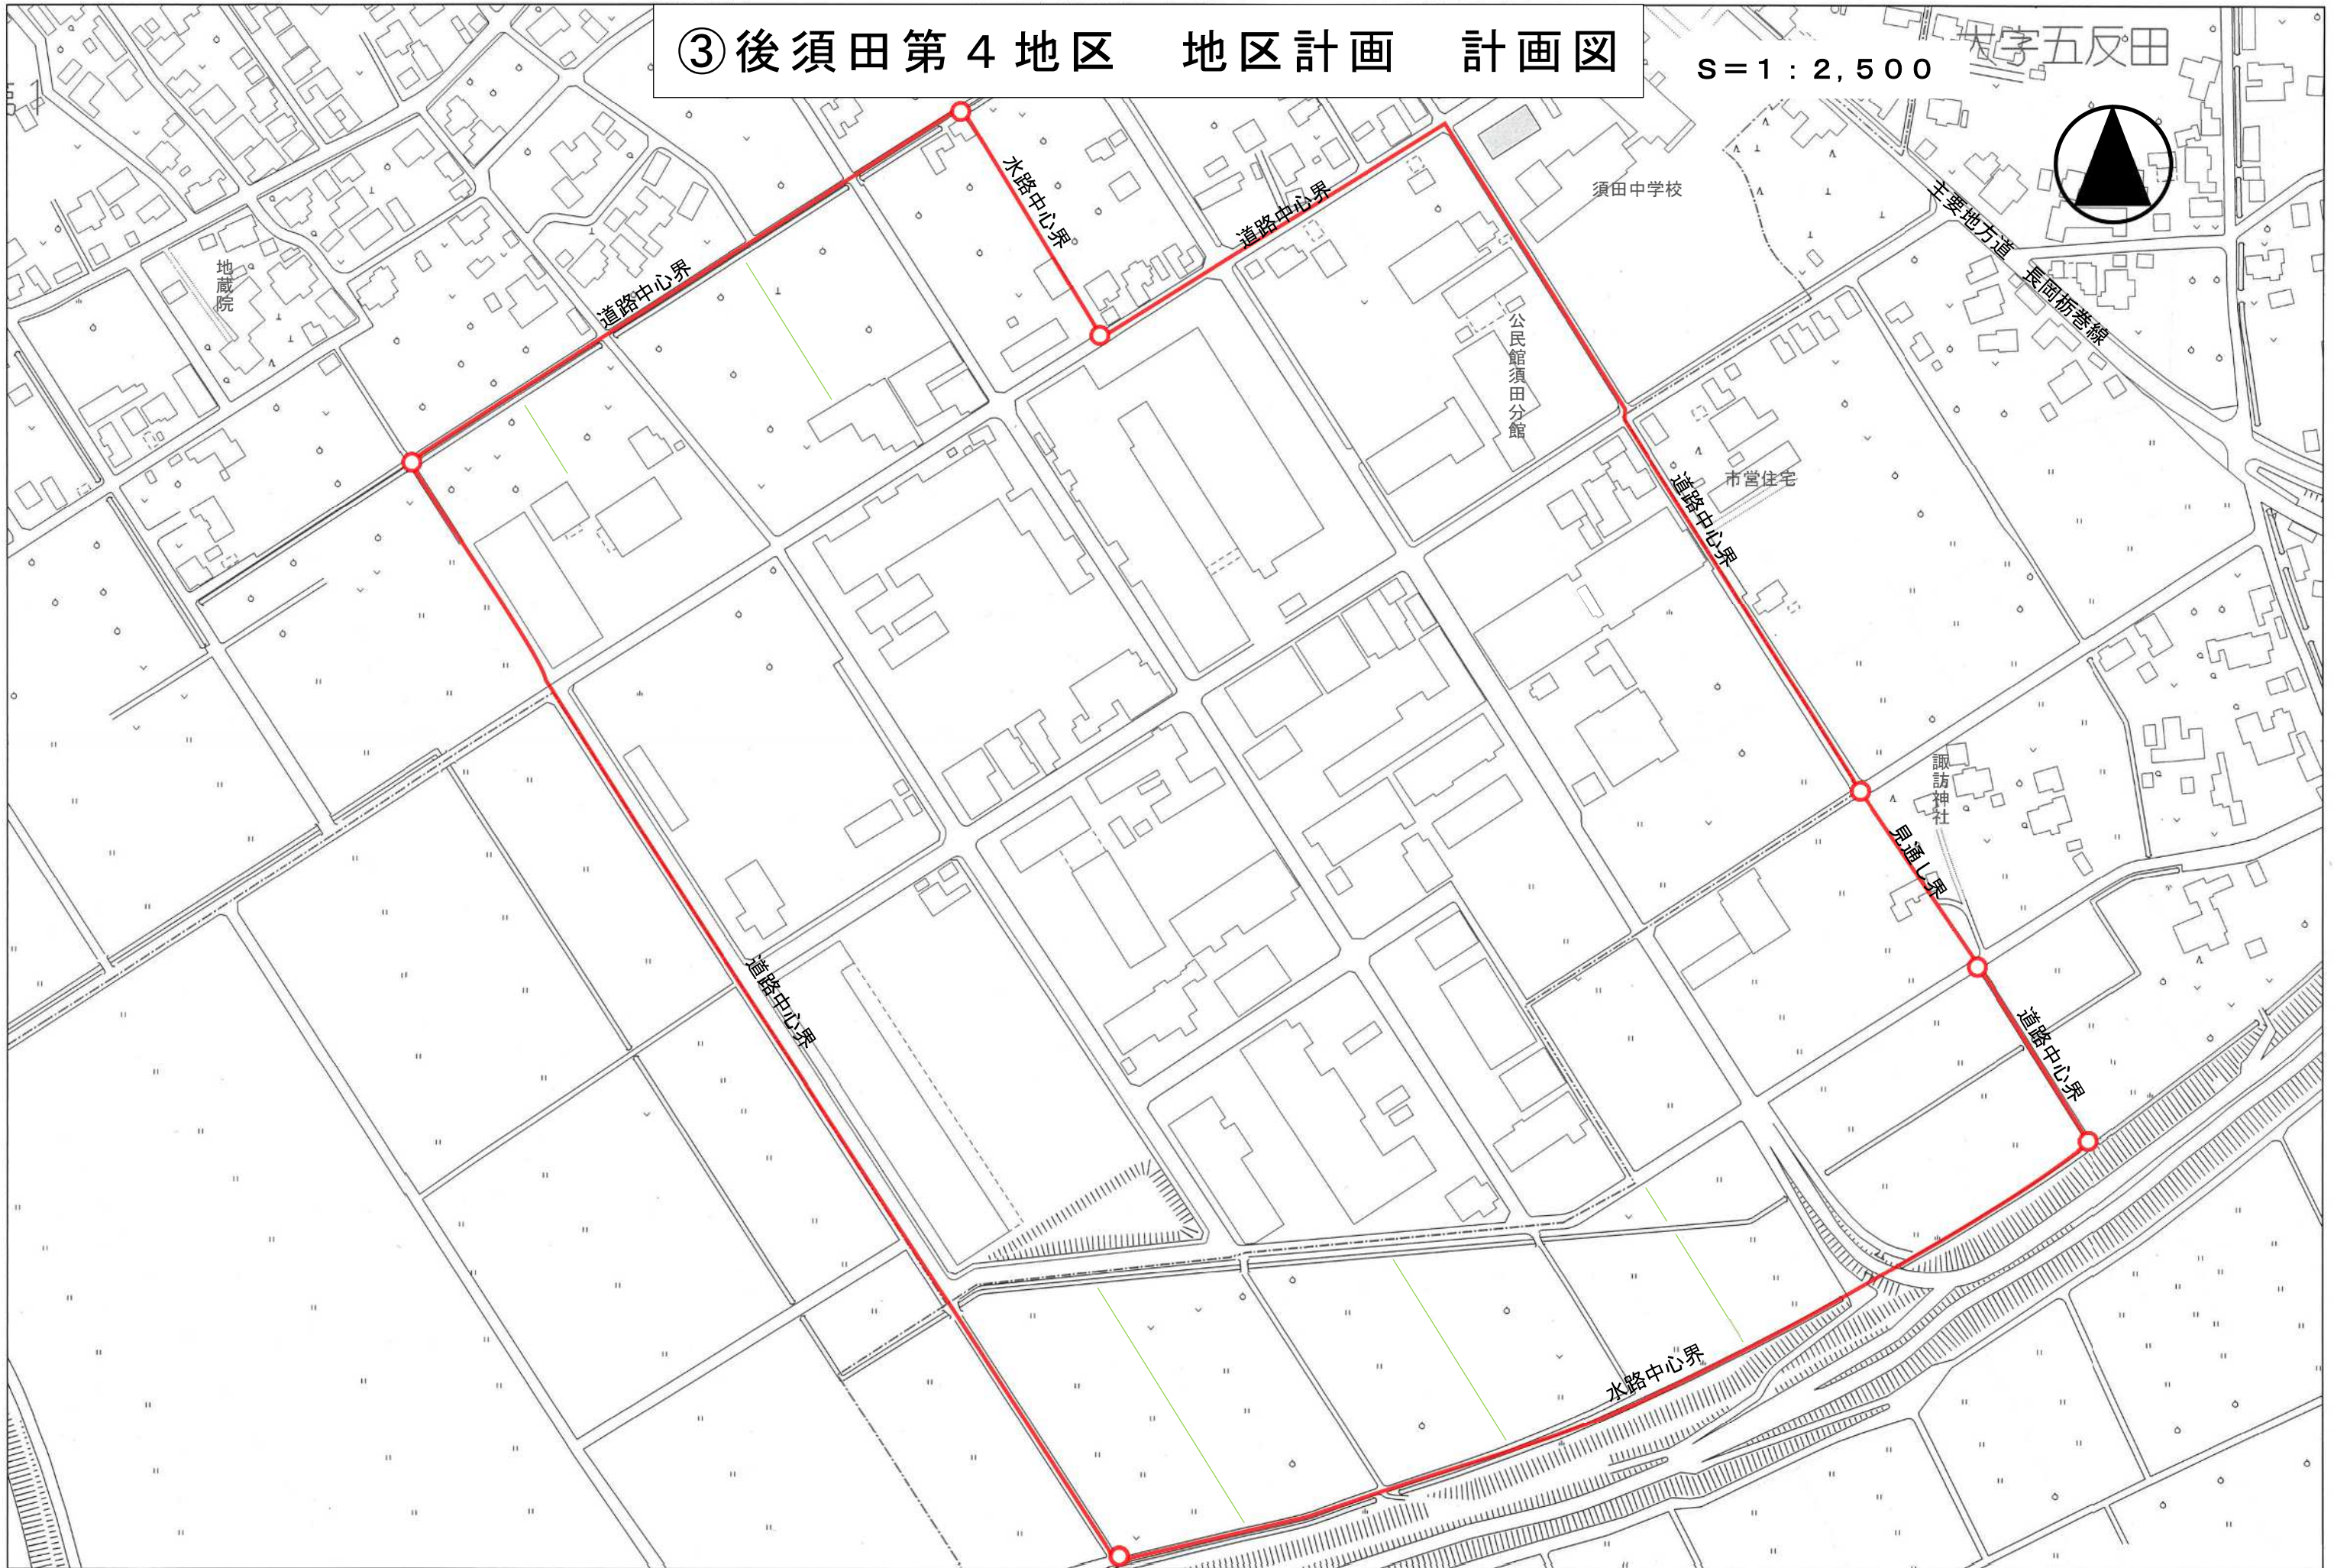 ③後須田第４地区　地区計画　計画図
Ｓ＝１：２,５００
大字五反田
水路中心界
道路中心界
須田中学校
主要地方道　長岡栃巻線
地蔵院
道路中心界
公民館須田分館
市営住宅
道路中心界
諏訪神社
見通し界
道路中心界
道路中心界
水路中心界